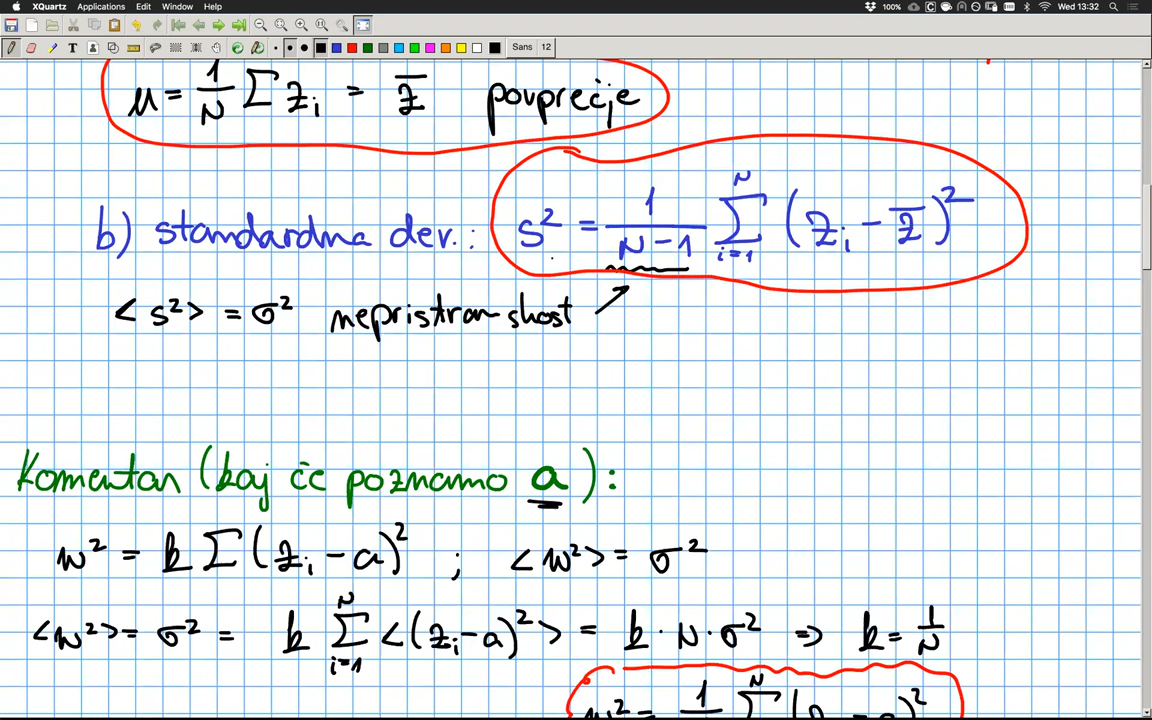 XQuartz Applications Edit Window Help 100% Wed 13:32
Sans 12
μ = 1/N Σ z_i = z̅ povprečje
b) standardna dev.: s² = 1/(N-1) Σ_{i=1}^{N} (z_i - z̅)²
<s²> = σ² nepristranskost
Komentar (kaj če poznamo a):
w² = k Σ (z_i - a)² ; <w²> = σ²
<w²> = σ² = k Σ_{i=1}^{N} <(z_i - a)²> = k · N · σ² ⇒ k = 1/N